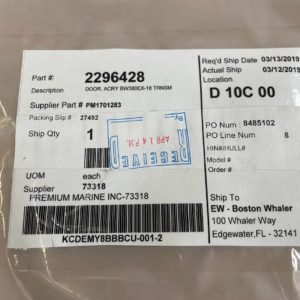 Part #: 2296428
Description DOOR, ACRY BW380EX-18 TRNSM
Supplier Part # PM1701283
Packing Slip # 27492
Ship Qty 1
RECEIVED
By
APR 14
UOM each
Supplier 73318
PREMIUM MARINE INC-73318
KCDEMY8BBBCU-001-2
Req'd Ship Date 03/13/2019
Actual Ship 03/12/2019
Location
D 10C 00
PO Num : 8485102
PO Line Num 8
HIN#/HULL#
Model #
Order #:
Ship To
EW - Boston Whaler
100 Whaler Way
Edgewater,FL - 32141